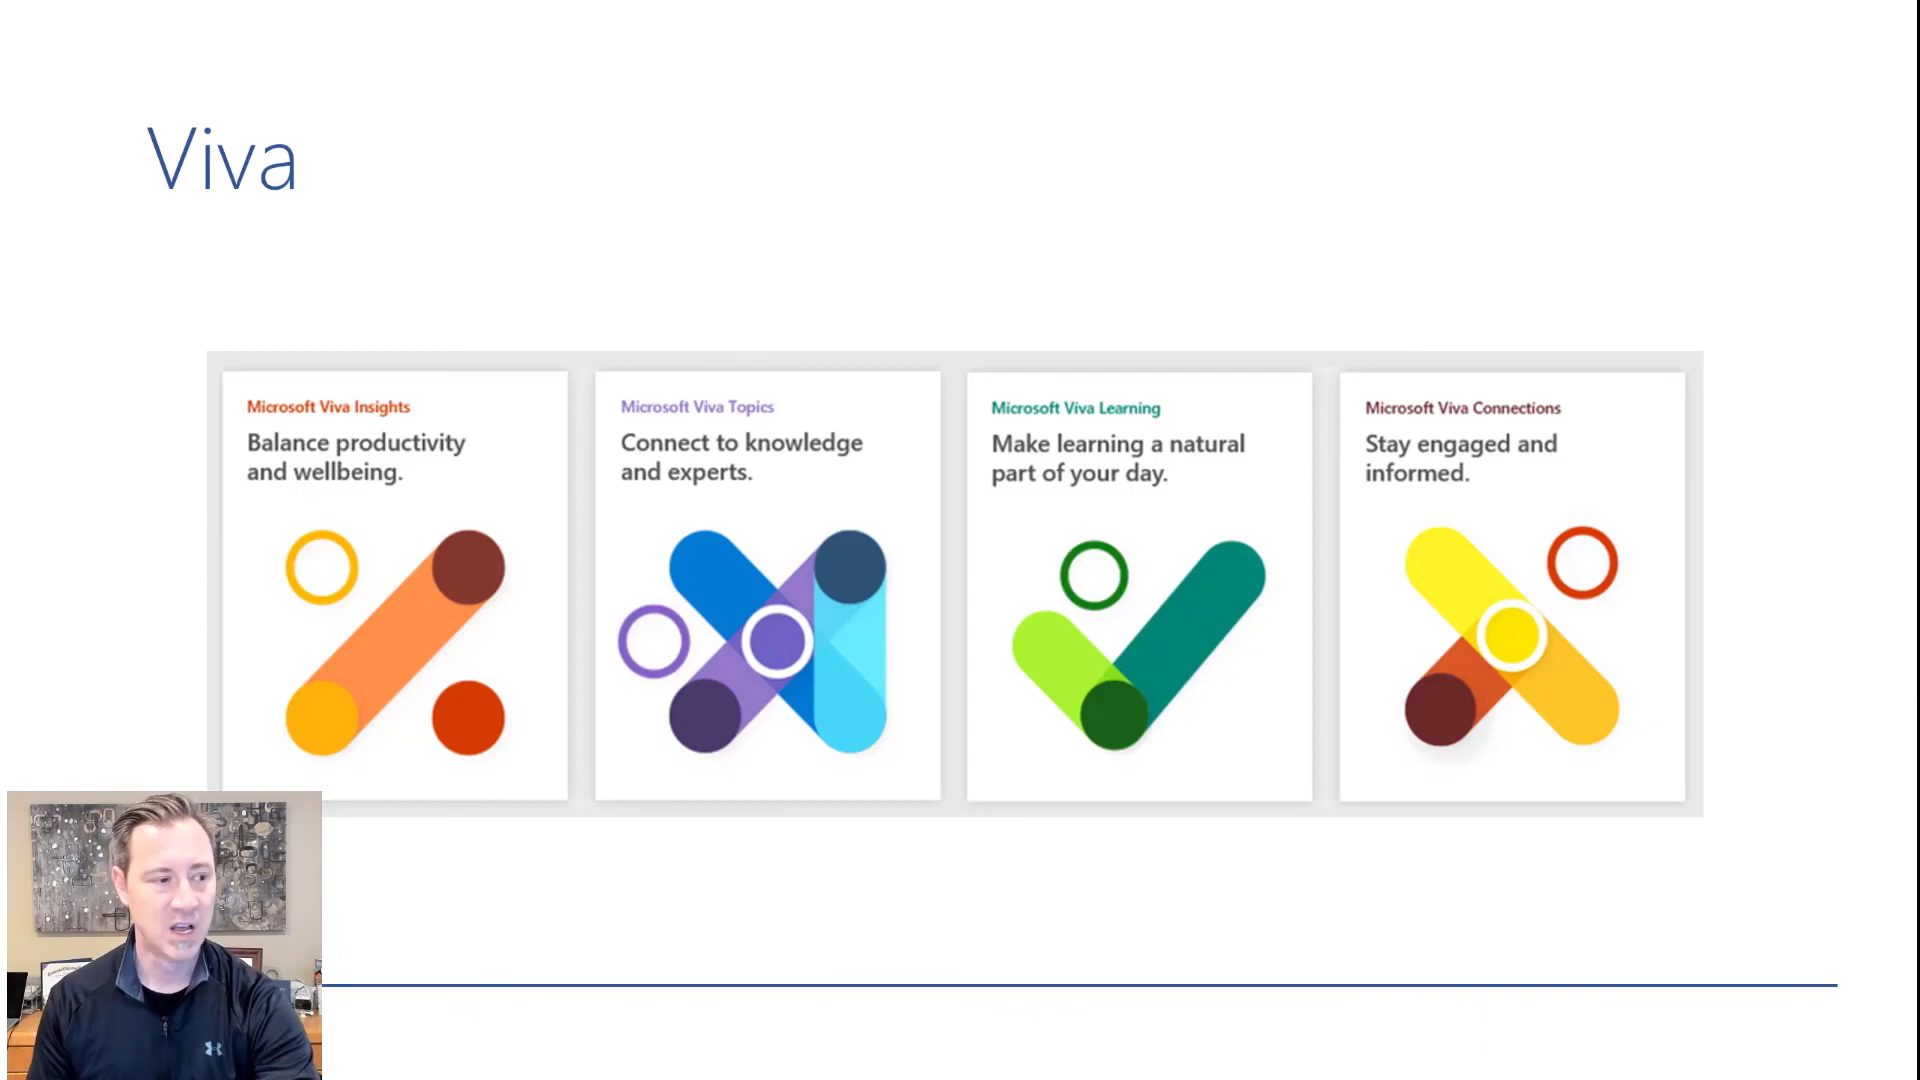 Viva
Microsoft Viva Insights
Balance productivity
and wellbeing.
Microsoft Viva Topics
Connect to knowledge
and experts.
Microsoft Viva Learning
Make learning a natural
part of your day.
Microsoft Viva Connections
Stay engaged and
informed.